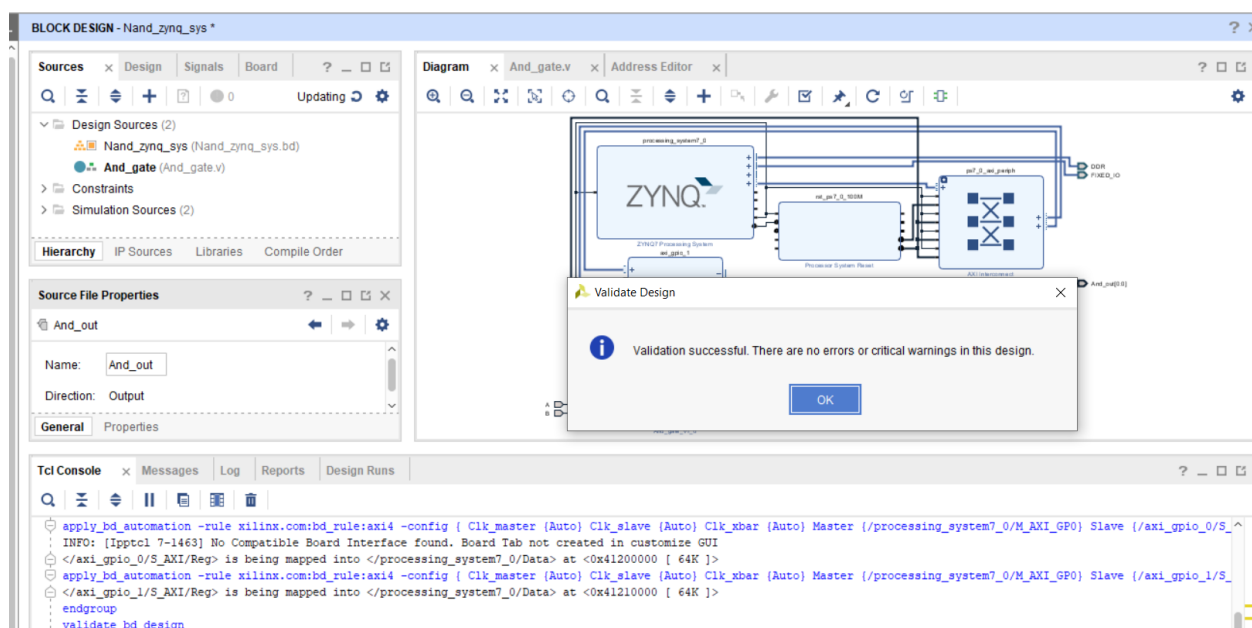 BLOCK DESIGN - Nand_zynq_sys *
Sources
Design
Signals
Board
0
Updating
Design Sources (2)
Nand_zynq_sys (Nand_zynq_sys.bd)
And_gate (And_gate.v)
Constraints
Simulation Sources (2)
Hierarchy
IP Sources
Libraries
Compile Order
Source File Properties
And_out
Name: And_out
Direction: Output
General
Properties
Diagram
And_gate.v
Address Editor
processing_system7_0
ZYNQ
ZYNQ7 Processing System
axi_gpio_1
rst_ps7_0_100M
Processor System Reset
ps7_0_axi_periph
AXI Interconnect
DDR
FIXED_IO
And_out[0:0]
A
B
Validate Design
Validation successful. There are no errors or critical warnings in this design.
OK
Tcl Console
Messages
Log
Reports
Design Runs
apply_bd_automation -rule xilinx.com:bd_rule:axi4 -config { Clk_master {Auto} Clk_slave {Auto} Clk_xbar {Auto} Master {/processing_system7_0/M_AXI_GP0} Slave {/axi_gpio_0/S_
INFO: [Ipptcl 7-1463] No Compatible Board Interface found. Board Tab not created in customize GUI
</axi_gpio_0/S_AXI/Reg> is being mapped into </processing_system7_0/Data> at <0x41200000 [ 64K ]>
apply_bd_automation -rule xilinx.com:bd_rule:axi4 -config { Clk_master {Auto} Clk_slave {Auto} Clk_xbar {Auto} Master {/processing_system7_0/M_AXI_GP0} Slave {/axi_gpio_1/S_
</axi_gpio_1/S_AXI/Reg> is being mapped into </processing_system7_0/Data> at <0x41210000 [ 64K ]>
endgroup
validate_bd_design